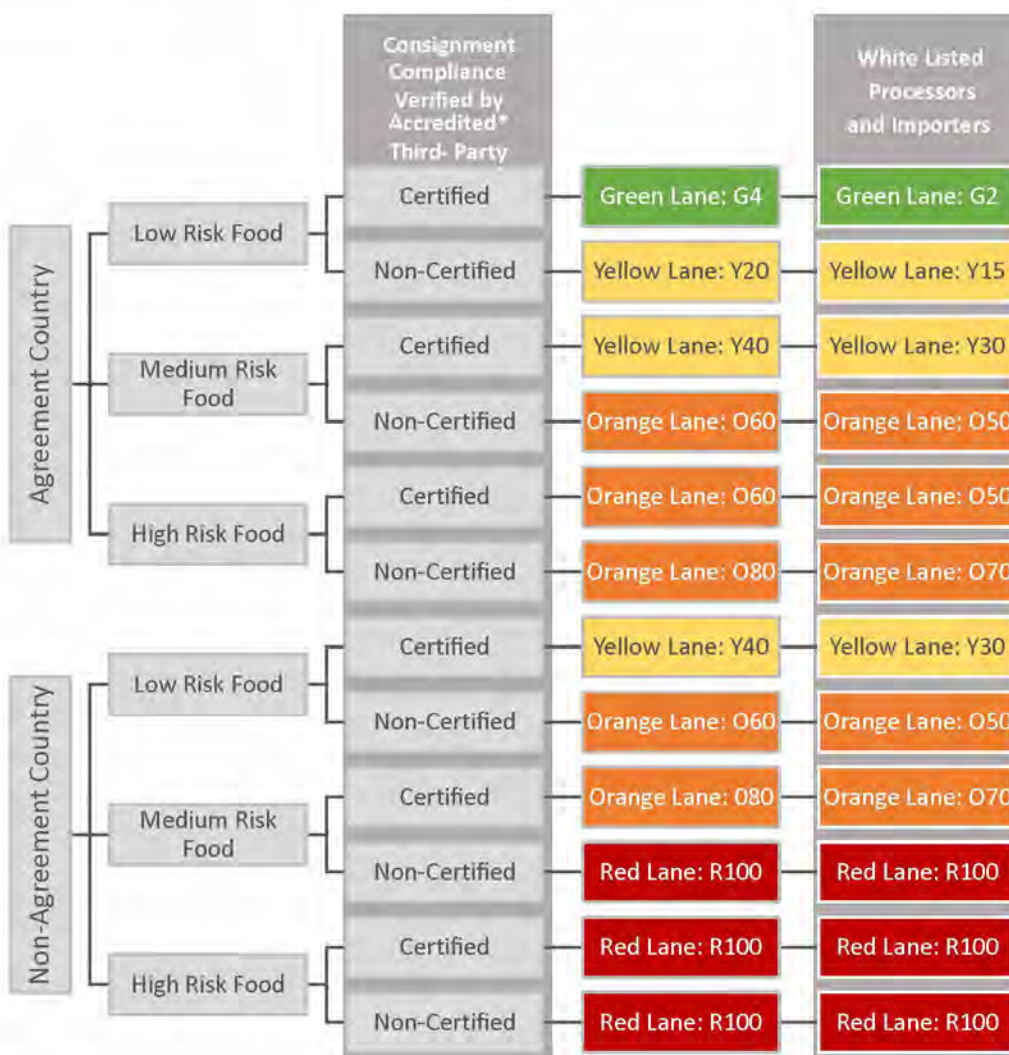 Consignment
Compliance
Verified by
Accredited*
Third- Party
White Listed
Processors
and Importers
Agreement Country
Low Risk Food
Certified
Green Lane: G4
Green Lane: G2
Non-Certified
Yellow Lane: Y20
Yellow Lane: Y15
Medium Risk
Food
Certified
Yellow Lane: Y40
Yellow Lane: Y30
Non-Certified
Orange Lane: O60
Orange Lane: O50
High Risk Food
Certified
Orange Lane: O60
Orange Lane: O50
Non-Certified
Orange Lane: O80
Orange Lane: O70
Non-Agreement Country
Low Risk Food
Certified
Yellow Lane: Y40
Yellow Lane: Y30
Non-Certified
Orange Lane: O60
Orange Lane: O50
Medium Risk
Food
Certified
Orange Lane: O80
Orange Lane: O70
Non-Certified
Red Lane: R100
Red Lane: R100
High Risk Food
Certified
Red Lane: R100
Red Lane: R100
Non-Certified
Red Lane: R100
Red Lane: R100